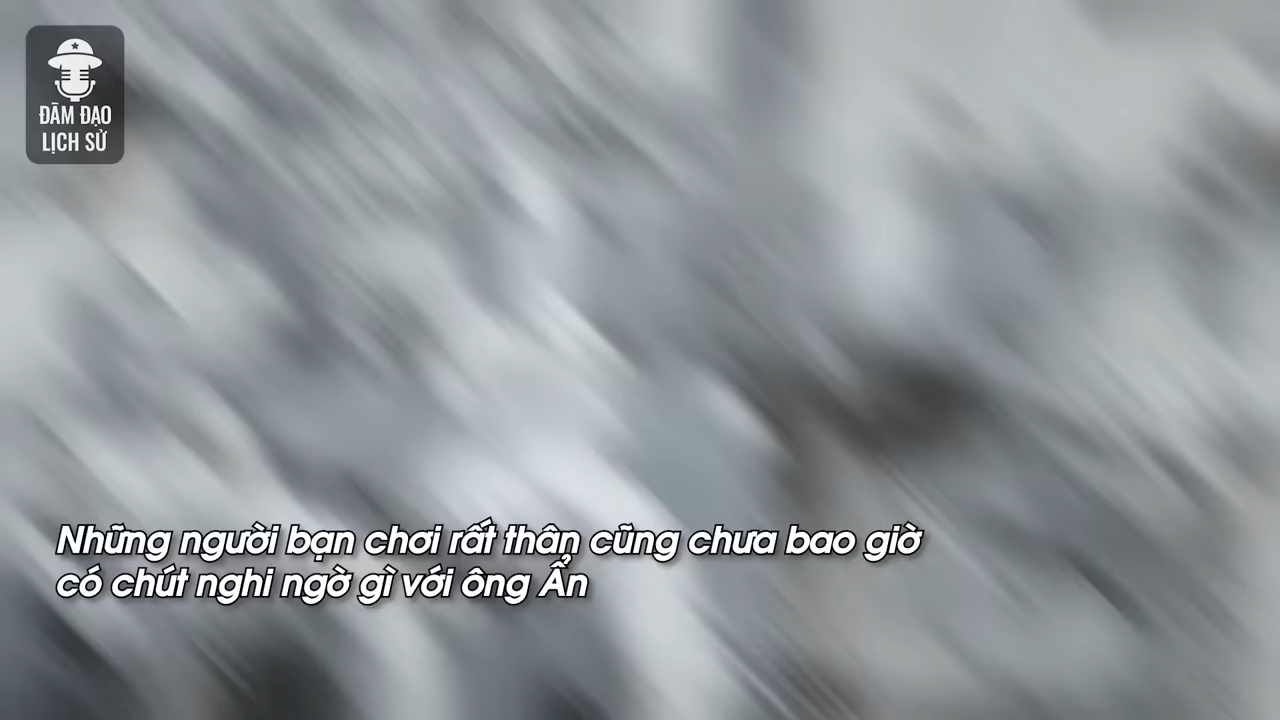 ĐÀM ĐẠO
LỊCH SỬ
Những người bạn chơi rất thân cũng chưa bao giờ
có chút nghi ngờ gì với ông Ẩn